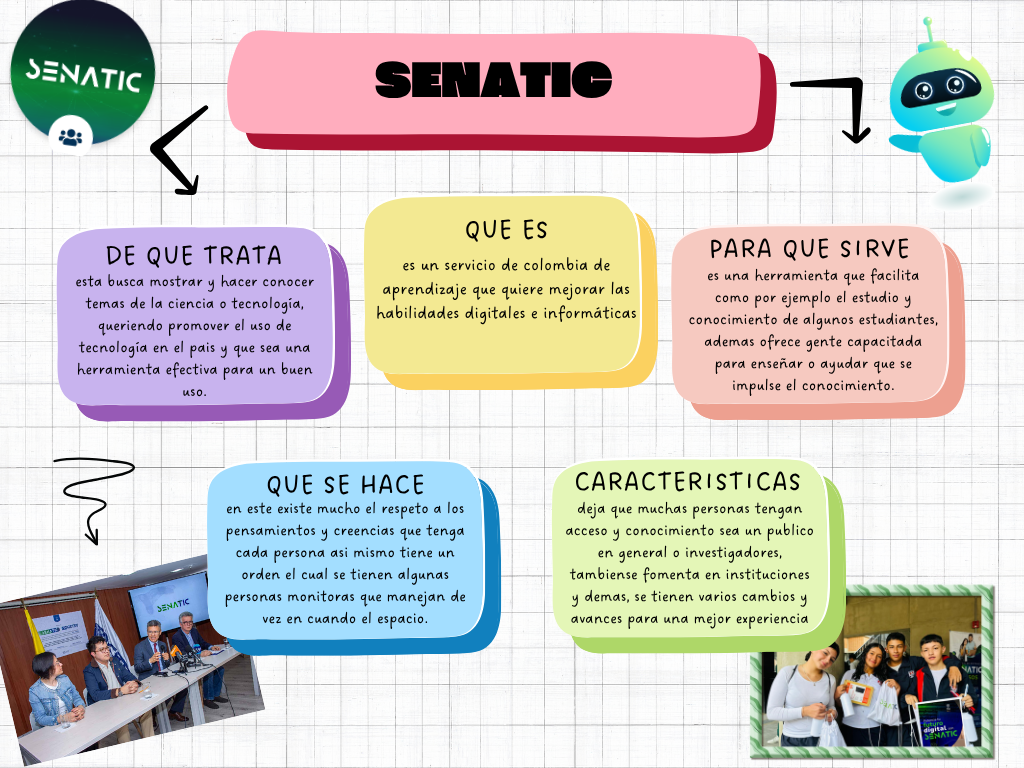 SENATIC
SENATIC
DE QUE TRATA
esta busca mostrar y hacer conocer
temas de la ciencia o tecnología,
queriendo promover el uso de
tecnología en el pais y que sea una
herramienta efectiva para un buen
uso.
QUE ES
es un servicio de colombia de
aprendizaje que quiere mejorar las
habilidades digitales e informáticas
PARA QUE SIRVE
es una herramienta que facilita
como por ejemplo el estudio y
conocimiento de algunos estudiantes,
ademas ofrece gente capacitada
para enseñar o ayudar que se
impulse el conocimiento.
QUE SE HACE
en este existe mucho el respeto a los
pensamientos y creencias que tenga
cada persona asi mismo tiene un
orden el cual se tienen algunas
personas monitoras que manejan de
vez en cuando el espacio.
CARACTERISTICAS
deja que muchas personas tengan
acceso y conocimiento sea un publico
en general o investigadores,
tambiense fomenta en instituciones
y demas, se tienen varios cambios y
avances para una mejor experiencia
SENATIC
futuro
digital
SENATIC